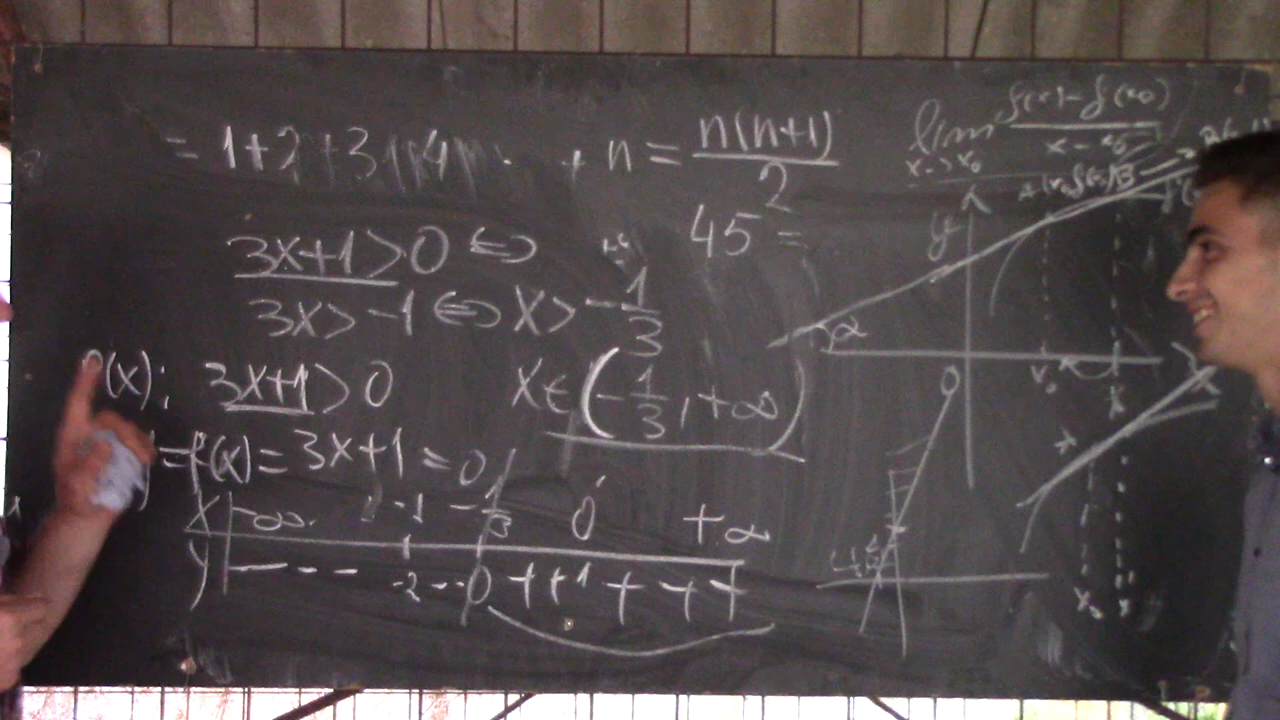 = 1+2+3+4 . . + n = n(n+1)/2
45 =
3x+1>0 ⇔
3x>-1 ⇔ x>-1/3
(x): 3x+1>0 x∈(-1/3, +∞)
=f(x)= 3x+1 = 0
x -∞ -1 -1/3 0 +∞
y - - - - -2 - - 0 + + 1 + + + +
lim x→x₀ f(x)-f(x₀)/x-x₀
y
α
x₀ x
0
x
x₀ x